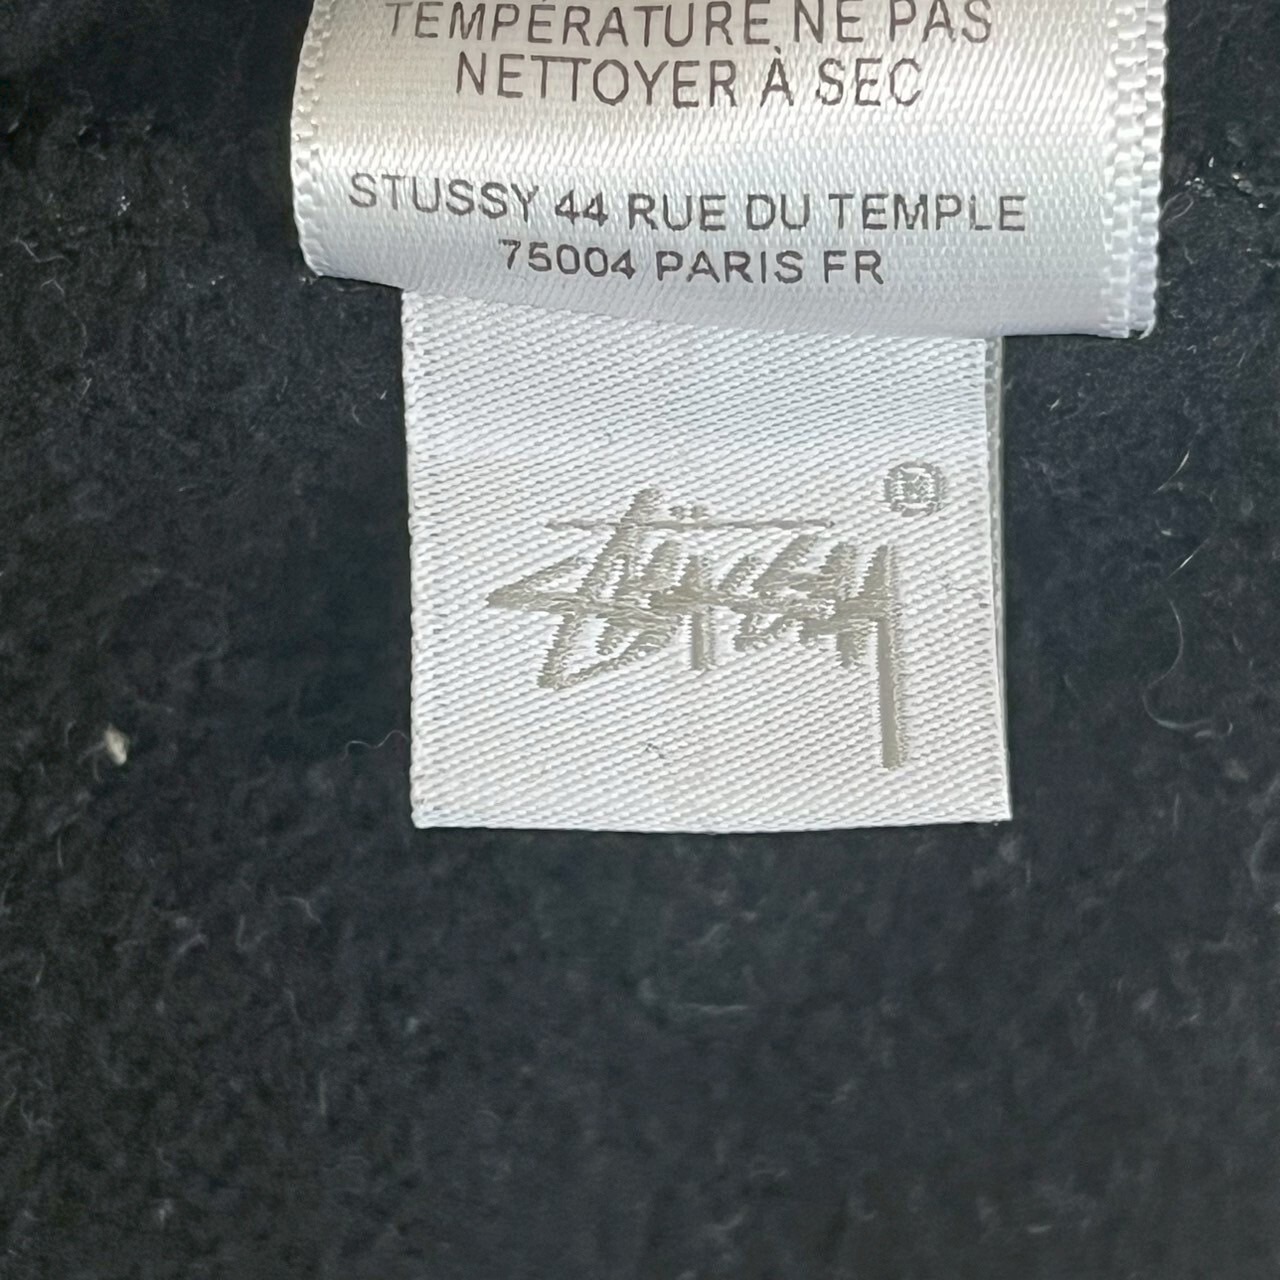 TEMPÉRATURE NE PAS
NETTOYER À SEC
STUSSY 44 RUE DU TEMPLE
75004 PARIS FR
Stüssy
®